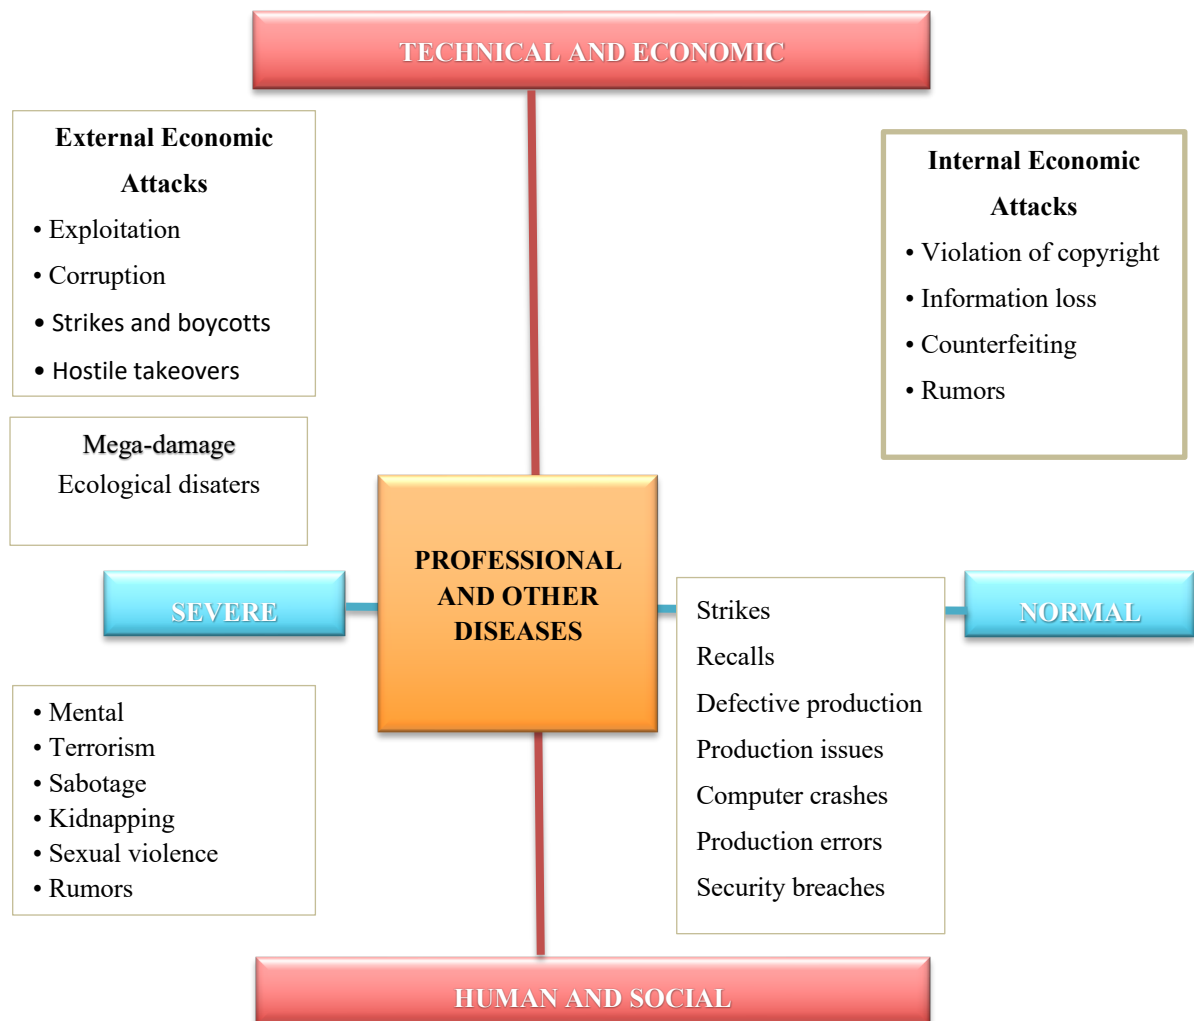 TECHNICAL AND ECONOMIC
External Economic
Attacks
• Exploitation
• Corruption
• Strikes and boycotts
• Hostile takeovers
Internal Economic
Attacks
• Violation of copyright
• Information loss
• Counterfeiting
• Rumors
Mega-damage
Ecological disaters
PROFESSIONAL
AND OTHER
DISEASES
SEVERE
NORMAL
Strikes
Recalls
Defective production
Production issues
Computer crashes
Production errors
Security breaches
• Mental
• Terrorism
• Sabotage
• Kidnapping
• Sexual violence
• Rumors
HUMAN AND SOCIAL